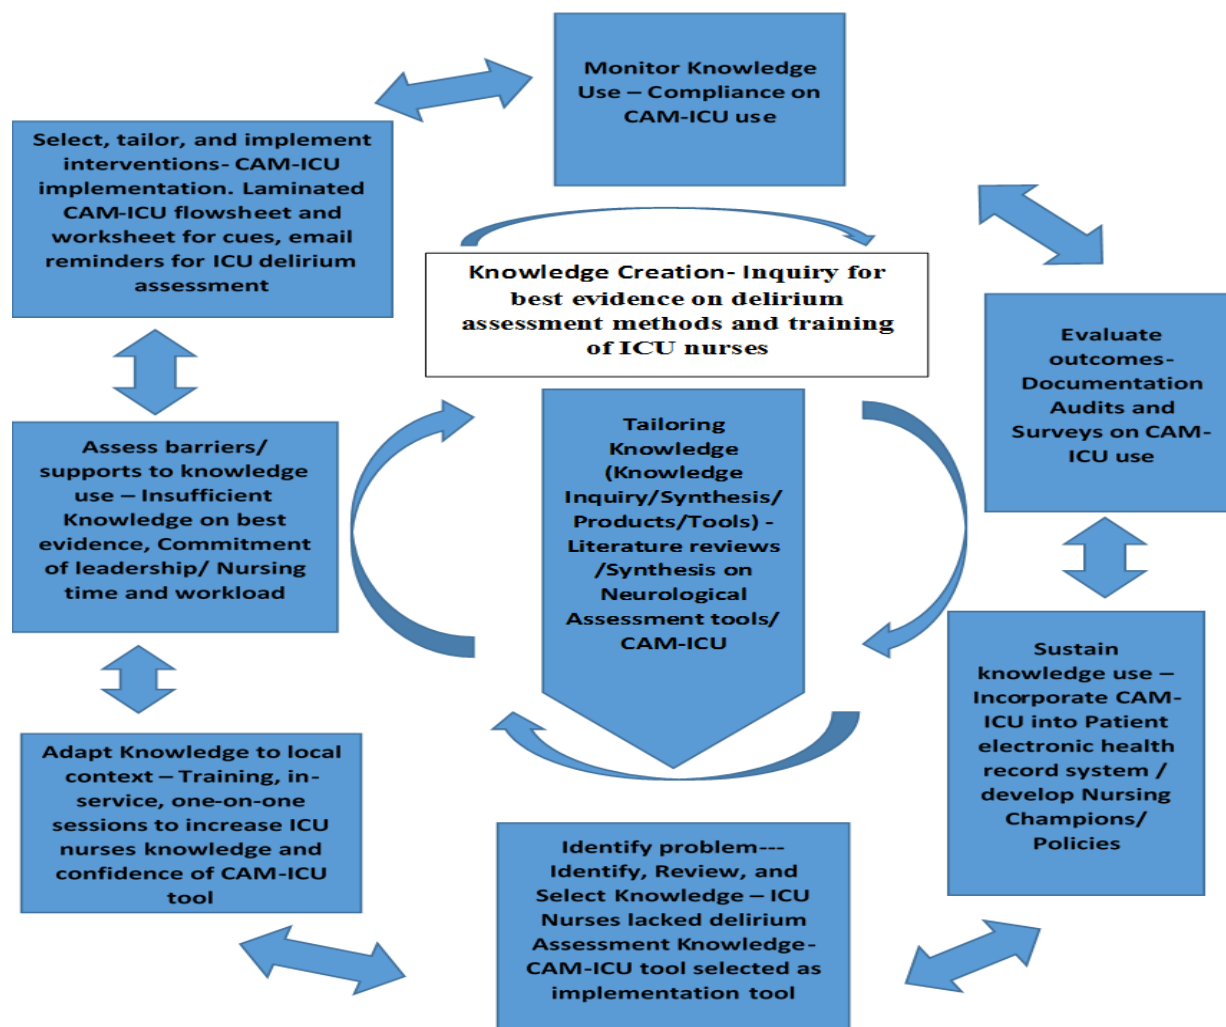 Monitor Knowledge
Use – Compliance on
CAM-ICU use
Select, tailor, and implement
interventions- CAM-ICU
implementation. Laminated
CAM-ICU flowsheet and
worksheet for cues, email
reminders for ICU delirium
assessment
Knowledge Creation- Inquiry for
best evidence on delirium
assessment methods and training
of ICU nurses
Evaluate
outcomes-
Documentation
Audits and
Surveys on CAM-
ICU use
Assess barriers/
supports to knowledge
use – Insufficient
Knowledge on best
evidence, Commitment
of leadership/ Nursing
time and workload
Tailoring
Knowledge
(Knowledge
Inquiry/Synthesis/
Products/Tools) -
Literature reviews
/Synthesis on
Neurological
Assessment tools/
CAM-ICU
Sustain
knowledge use –
Incorporate CAM-
ICU into Patient
electronic health
record system /
develop Nursing
Champions/
Policies
Adapt Knowledge to local
context – Training, in-
service, one-on-one
sessions to increase ICU
nurses knowledge and
confidence of CAM-ICU
tool
Identify problem---
Identify, Review, and
Select Knowledge – ICU
Nurses lacked delirium
Assessment Knowledge-
CAM-ICU tool selected as
implementation tool